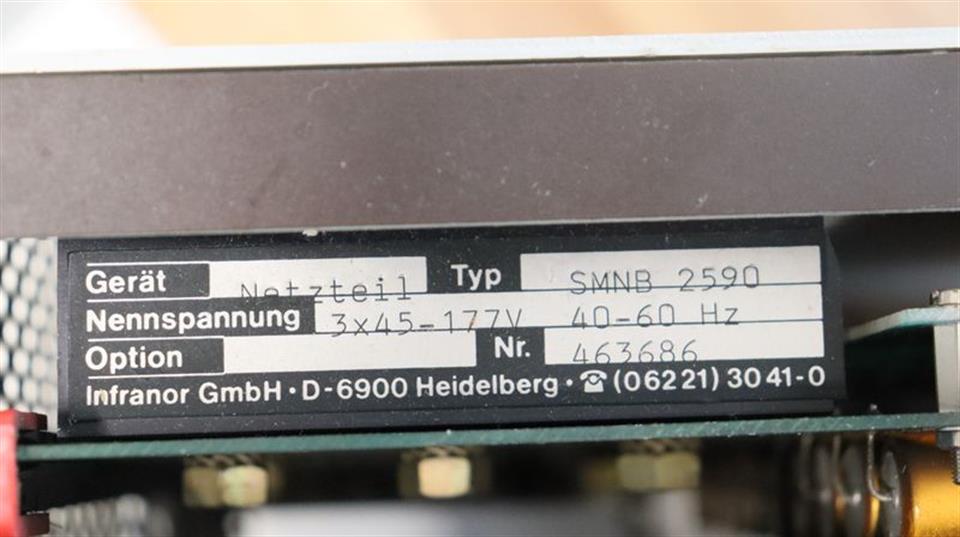 Gerät Netzteil Typ SMNB 2590
Nennspannung 3x45-177V 40-60 Hz
Option Nr. 463686
Infranor GmbH · D-6900 Heidelberg · ☎ (06221) 3041-0